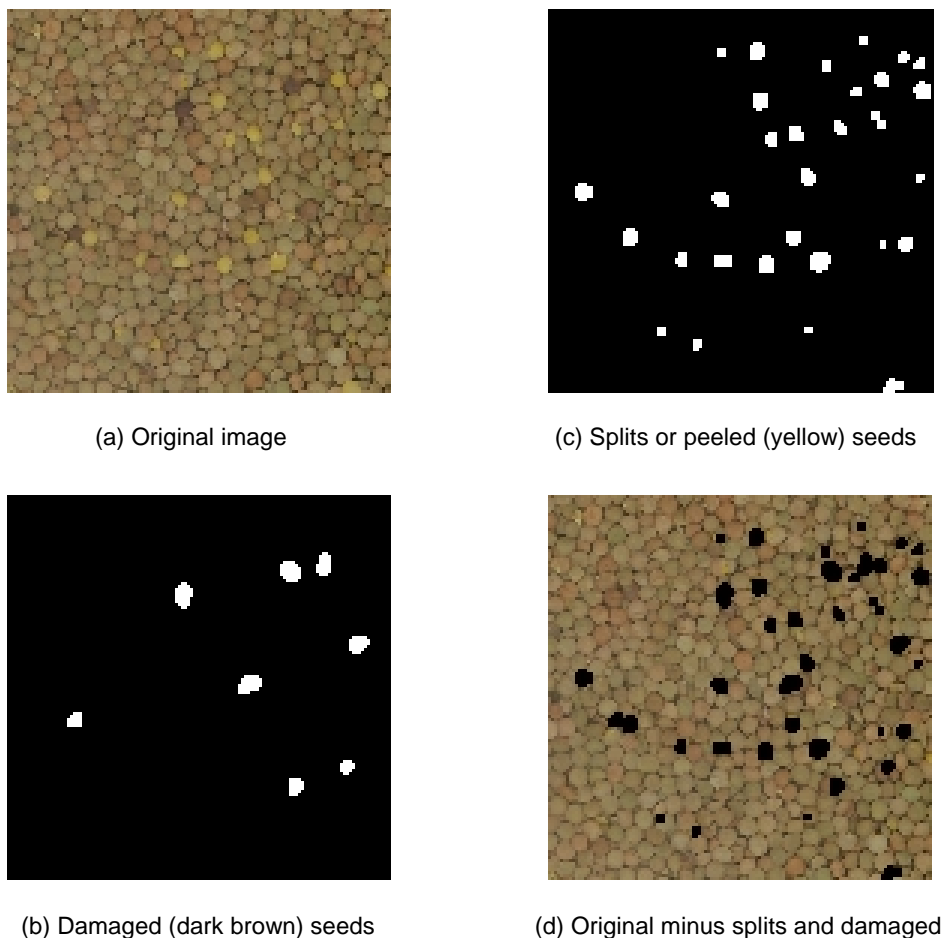 (a) Original image
(c) Splits or peeled (yellow) seeds
(b) Damaged (dark brown) seeds
(d) Original minus splits and damaged